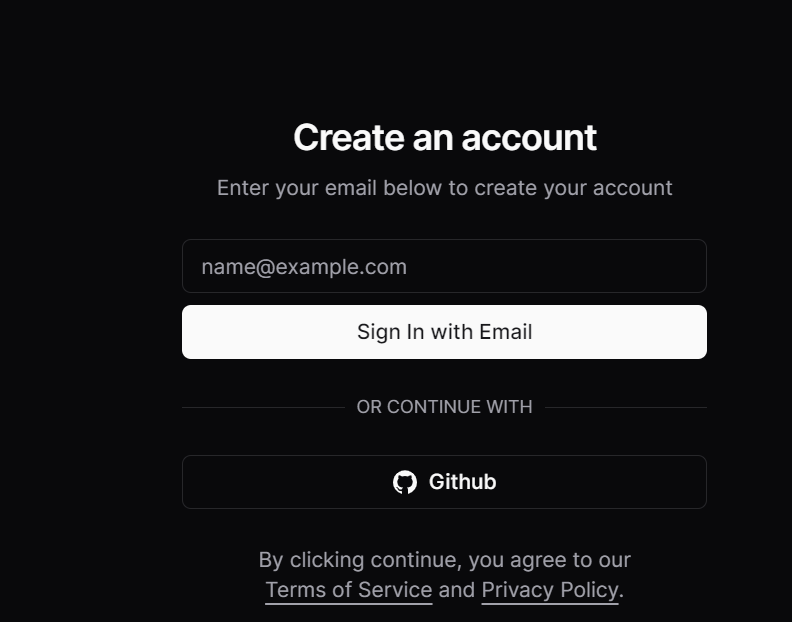 Create an account
Enter your email below to create your account
name@example.com
Sign In with Email
OR CONTINUE WITH
Github
By clicking continue, you agree to our
Terms of Service and Privacy Policy.